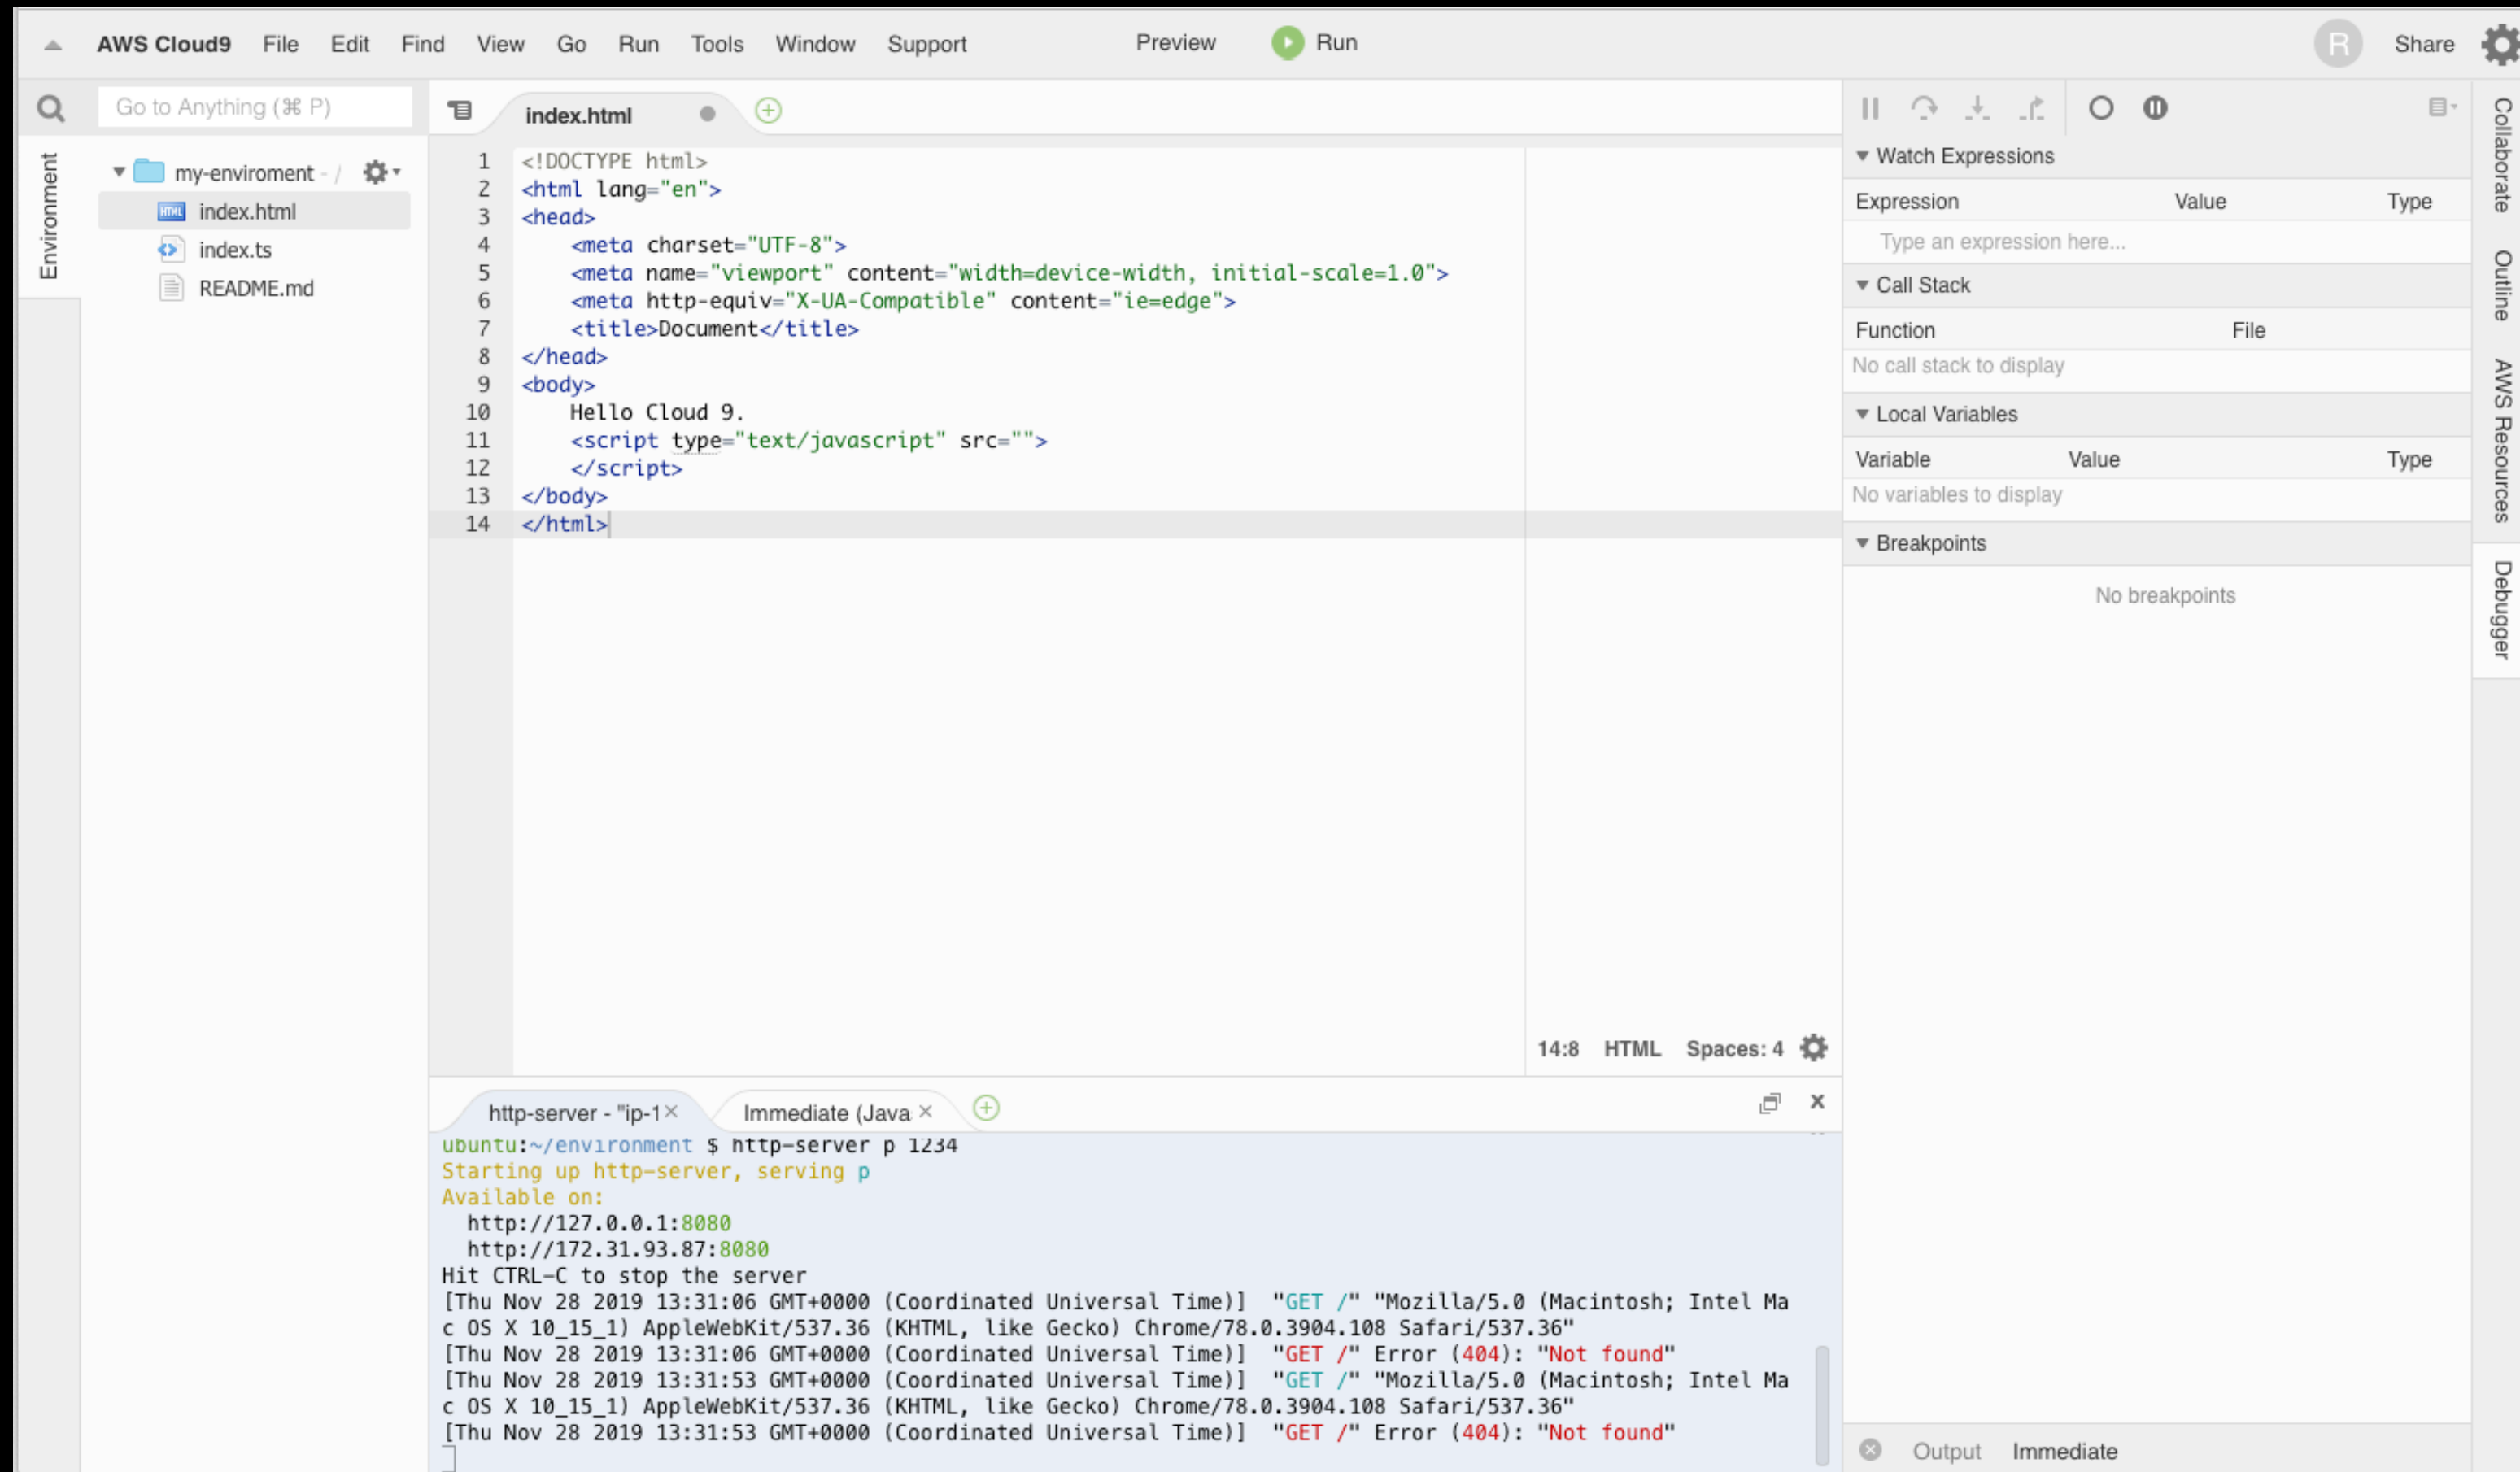 AWS Cloud9 File Edit Find View Go Run Tools Window Support Preview Run R Share
Go to Anything (⌘ P)
Environment
my-enviroment - /
index.html
index.ts
README.md
index.html
1 <!DOCTYPE html>
2 <html lang="en">
3 <head>
4     <meta charset="UTF-8">
5     <meta name="viewport" content="width=device-width, initial-scale=1.0">
6     <meta http-equiv="X-UA-Compatible" content="ie=edge">
7     <title>Document</title>
8 </head>
9 <body>
10     Hello Cloud 9.
11     <script type="text/javascript" src="">
12     </script>
13 </body>
14 </html>
14:8 HTML Spaces: 4
http-server - "ip-1 Immediate (Java
ubuntu:~/environment $ http-server p 1234
Starting up http-server, serving p
Available on:
  http://127.0.0.1:8080
  http://172.31.93.87:8080
Hit CTRL-C to stop the server
[Thu Nov 28 2019 13:31:06 GMT+0000 (Coordinated Universal Time)]  "GET /" "Mozilla/5.0 (Macintosh; Intel Ma
c OS X 10_15_1) AppleWebKit/537.36 (KHTML, like Gecko) Chrome/78.0.3904.108 Safari/537.36"
[Thu Nov 28 2019 13:31:06 GMT+0000 (Coordinated Universal Time)]  "GET /" Error (404): "Not found"
[Thu Nov 28 2019 13:31:53 GMT+0000 (Coordinated Universal Time)]  "GET /" "Mozilla/5.0 (Macintosh; Intel Ma
c OS X 10_15_1) AppleWebKit/537.36 (KHTML, like Gecko) Chrome/78.0.3904.108 Safari/537.36"
[Thu Nov 28 2019 13:31:53 GMT+0000 (Coordinated Universal Time)]  "GET /" Error (404): "Not found"
Watch Expressions
Expression Value Type
Type an expression here...
Call Stack
Function File
No call stack to display
Local Variables
Variable Value Type
No variables to display
Breakpoints
No breakpoints
Output Immediate
Collaborate
Outline
AWS Resources
Debugger